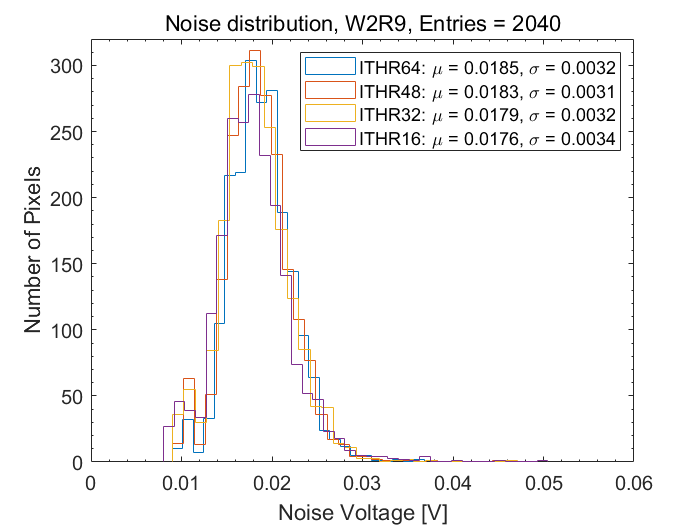 Noise distribution, W2R9, Entries = 2040
300
250
200
150
100
50
0
Number of Pixels
ITHR64: μ = 0.0185, σ = 0.0032
ITHR48: μ = 0.0183, σ = 0.0031
ITHR32: μ = 0.0179, σ = 0.0032
ITHR16: μ = 0.0176, σ = 0.0034
0 0.01 0.02 0.03 0.04 0.05 0.06
Noise Voltage [V]